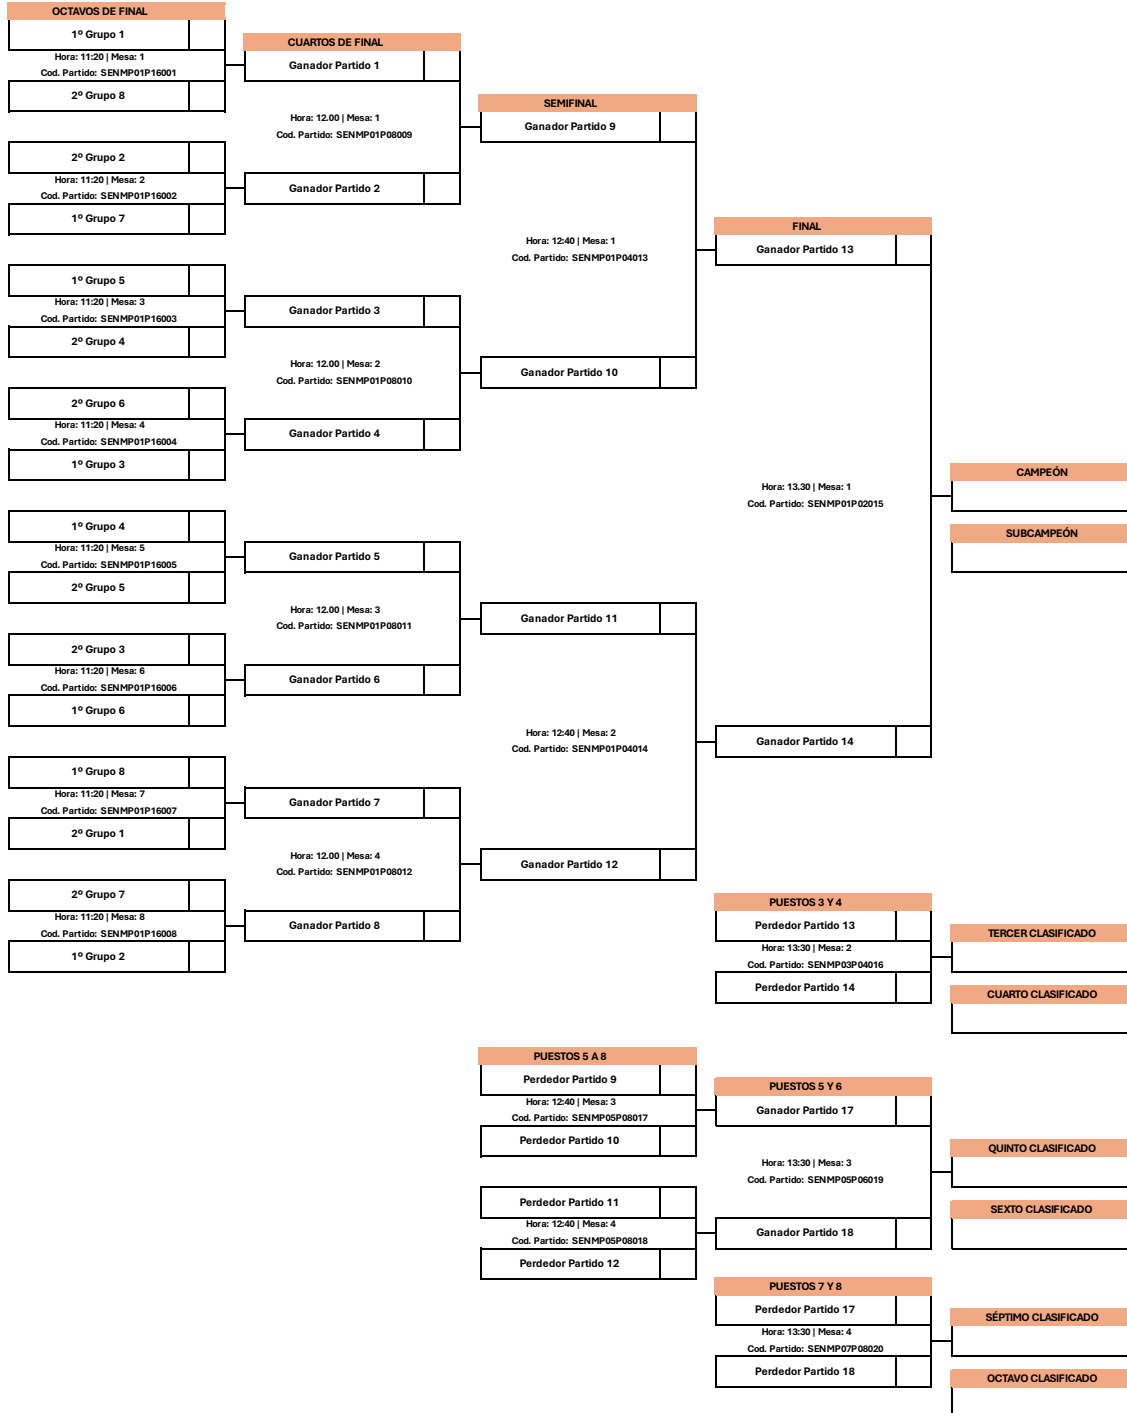 OCTAVOS DE FINAL
1º Grupo 1
Hora: 11:20 | Mesa: 1
Cod. Partido: SENMP01P16001
2º Grupo 8
2º Grupo 2
Hora: 11:20 | Mesa: 2
Cod. Partido: SENMP01P16002
1º Grupo 7
1º Grupo 5
Hora: 11:20 | Mesa: 3
Cod. Partido: SENMP01P16003
2º Grupo 4
2º Grupo 6
Hora: 11:20 | Mesa: 4
Cod. Partido: SENMP01P16004
1º Grupo 3
1º Grupo 4
Hora: 11:20 | Mesa: 5
Cod. Partido: SENMP01P16005
2º Grupo 5
2º Grupo 3
Hora: 11:20 | Mesa: 6
Cod. Partido: SENMP01P16006
1º Grupo 6
1º Grupo 8
Hora: 11:20 | Mesa: 7
Cod. Partido: SENMP01P16007
2º Grupo 1
2º Grupo 7
Hora: 11:20 | Mesa: 8
Cod. Partido: SENMP01P16008
1º Grupo 2
CUARTOS DE FINAL
Ganador Partido 1
Hora: 12.00 | Mesa: 1
Cod. Partido: SENMP01P08009
Ganador Partido 2
Ganador Partido 3
Hora: 12.00 | Mesa: 2
Cod. Partido: SENMP01P08010
Ganador Partido 4
Ganador Partido 5
Hora: 12.00 | Mesa: 3
Cod. Partido: SENMP01P08011
Ganador Partido 6
Ganador Partido 7
Hora: 12.00 | Mesa: 4
Cod. Partido: SENMP01P08012
Ganador Partido 8
SEMIFINAL
Ganador Partido 9
Hora: 12:40 | Mesa: 1
Cod. Partido: SENMP01P04013
Ganador Partido 10
Ganador Partido 11
Hora: 12:40 | Mesa: 2
Cod. Partido: SENMP01P04014
Ganador Partido 12
FINAL
Ganador Partido 13
Hora: 13.30 | Mesa: 1
Cod. Partido: SENMP01P02015
Ganador Partido 14
CAMPEÓN
SUBCAMPEÓN
PUESTOS 3 Y 4
Perdedor Partido 13
Hora: 13:30 | Mesa: 2
Cod. Partido: SENMP03P04016
Perdedor Partido 14
TERCER CLASIFICADO
CUARTO CLASIFICADO
PUESTOS 5 A 8
Perdedor Partido 9
Hora: 12:40 | Mesa: 3
Cod. Partido: SENMP05P08017
Perdedor Partido 10
Perdedor Partido 11
Hora: 12:40 | Mesa: 4
Cod. Partido: SENMP05P08018
Perdedor Partido 12
PUESTOS 5 Y 6
Ganador Partido 17
Hora: 13:30 | Mesa: 3
Cod. Partido: SENMP05P06019
Ganador Partido 18
QUINTO CLASIFICADO
SEXTO CLASIFICADO
PUESTOS 7 Y 8
Perdedor Partido 17
Hora: 13:30 | Mesa: 4
Cod. Partido: SENMP07P08020
Perdedor Partido 18
SÉPTIMO CLASIFICADO
OCTAVO CLASIFICADO